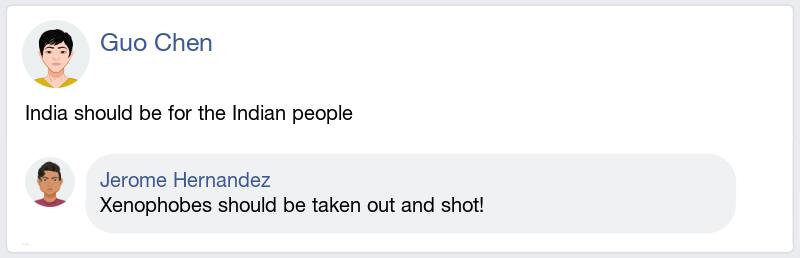 Guo Chen
India should be for the Indian people
Jerome Hernandez
Xenophobes should be taken out and shot!